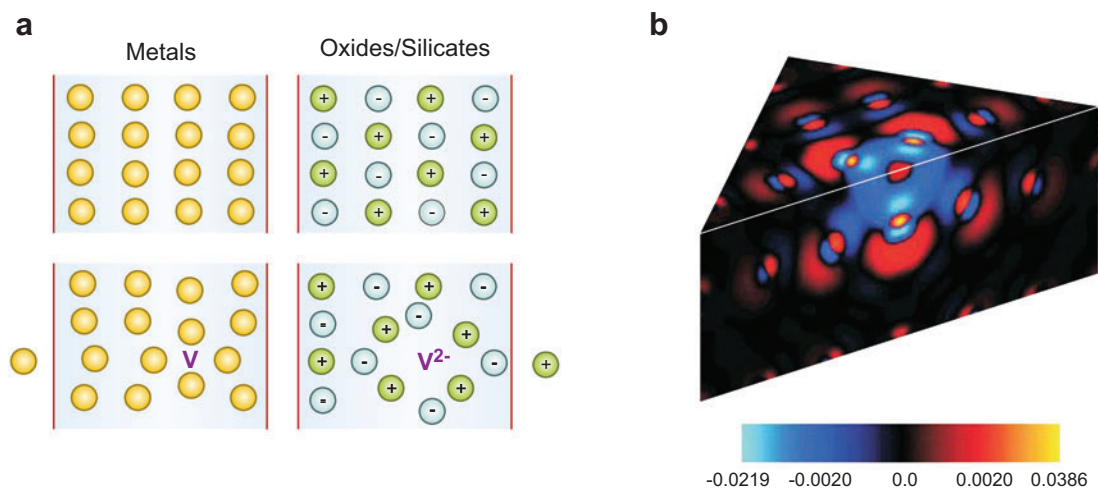 a
b
Metals
Oxides/Silicates
+ - + -
- + - +
+ - + -
- + - +
+ - + -
- + - +
V
+ - V²⁻ - +
- + + 
-
-0.0219 -0.0020 0.0 0.0020 0.0386